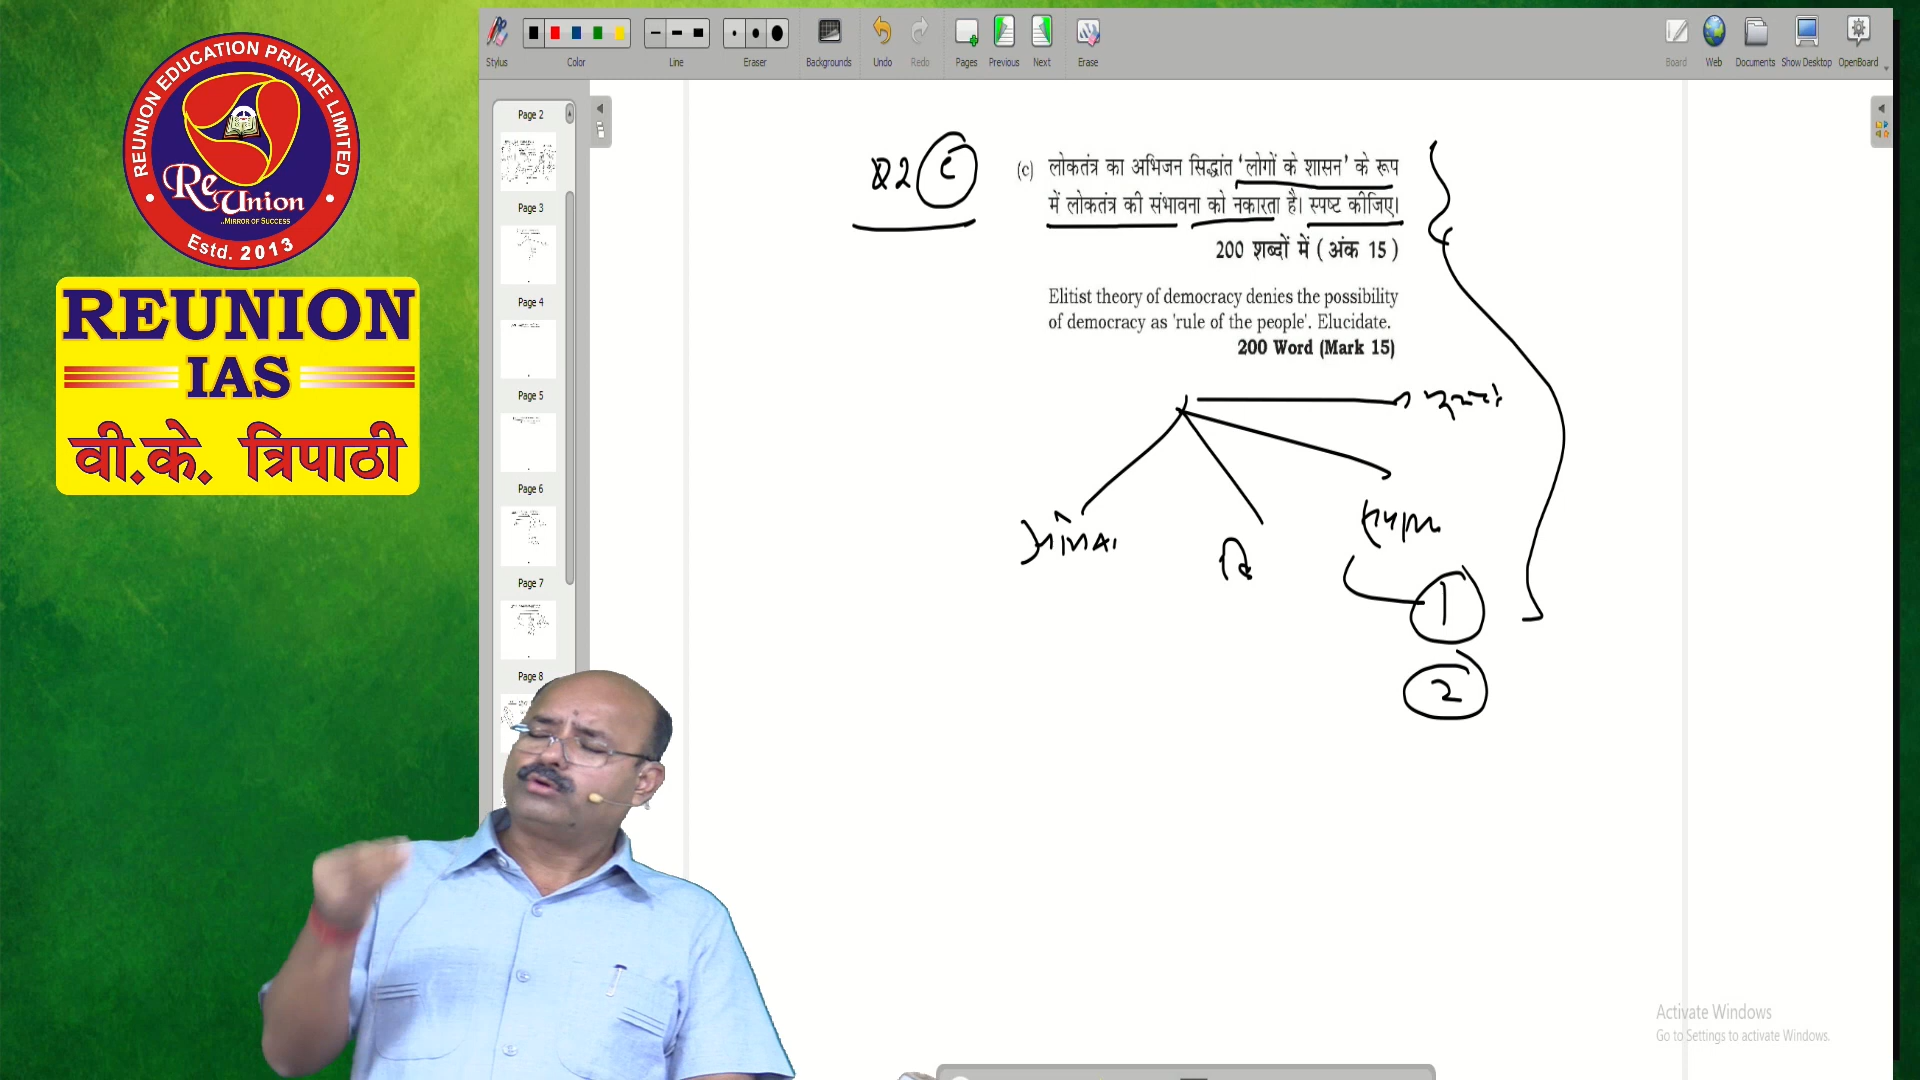 REUNION EDUCATION PRIVATE LIMITED
ReUnion
..MIRROR OF SUCCESS
Estd. 2013
REUNION
IAS
वी.के. त्रिपाठी
Stylus
Color
Line
Eraser
Backgrounds
Undo
Redo
Pages
Previous
Next
Erase
Board
Web
Documents
Show Desktop
OpenBoard
Page 2
Page 3
Page 4
Page 5
Page 6
Page 7
Page 8
Q2 C
(c) लोकतंत्र का अभिजन सिद्धांत ‘लोगों के शासन’ के रूप
में लोकतंत्र की संभावना को नकारता है। स्पष्ट कीजिए।
200 शब्दों में ( अंक 15 )
Elitist theory of democracy denies the possibility
of democracy as 'rule of the people'. Elucidate.
200 Word (Mark 15)
1
2
Activate Windows
Go to Settings to activate Windows.